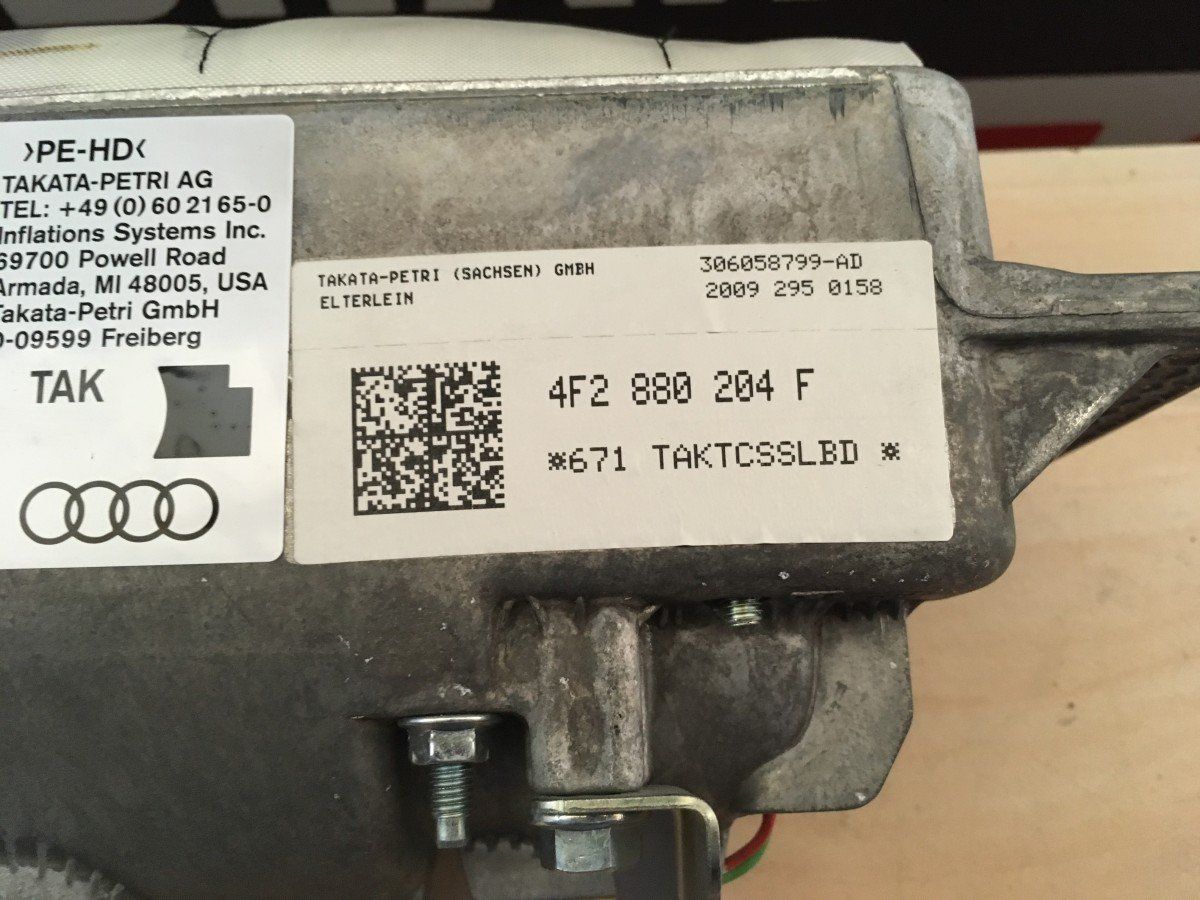 >PE-HD<
TAKATA-PETRI AG
TEL: +49 (0) 60 21 65-0
Inflations Systems Inc.
69700 Powell Road
Armada, MI 48005, USA
Takata-Petri GmbH
D-09599 Freiberg
TAK
TAKATA-PETRI (SACHSEN) GMBH
ELTERLEIN
306058799-AD
2009 295 0158
4F2 880 204 F
*671 TAKTCSSLBD *